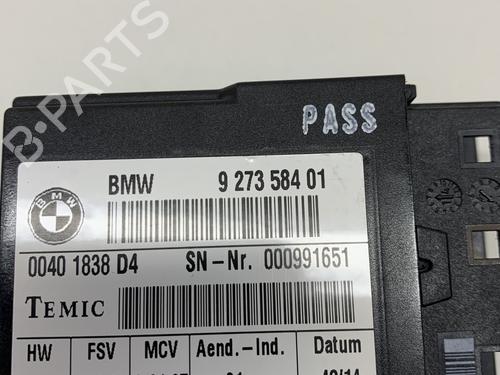 B-PARTS
PASS
BMW 9 273 584 01
BMW
0040 1838 D4 SN-Nr. 000991651
TEMIC
HW FSV MCV Aend.-Ind. Datum